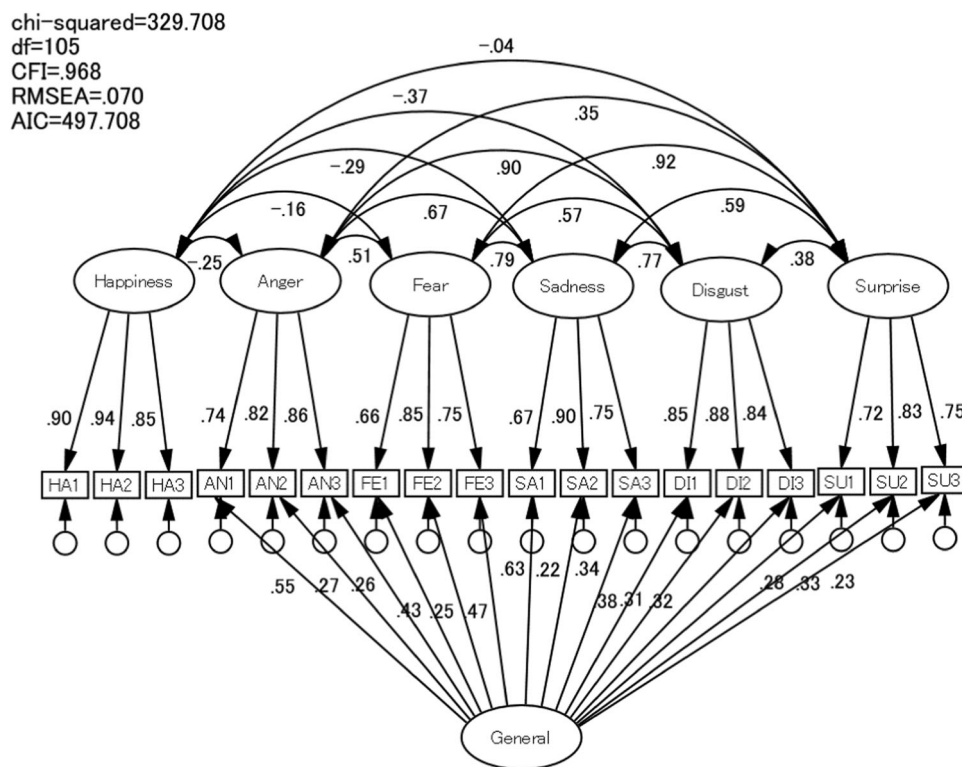 chi-squared=329.708
df=105
CFI=.968
RMSEA=.070
AIC=497.708
-.04
-.37
.35
-.29
.90
.92
-.16
.67
.57
.59
-.25
.51
.79
.77
.38
Happiness
Anger
Fear
Sadness
Disgust
Surprise
.90
.94
.85
.74
.82
.86
.66
.85
.75
.67
.90
.75
.85
.88
.84
.72
.83
.75
HA1
HA2
HA3
AN1
AN2
AN3
FE1
FE2
FE3
SA1
SA2
SA3
DI1
DI2
DI3
SU1
SU2
SU3
.55
.27
.26
.43
.25
.47
.63
.22
.34
.38
.31
.32
.28
.33
.23
General